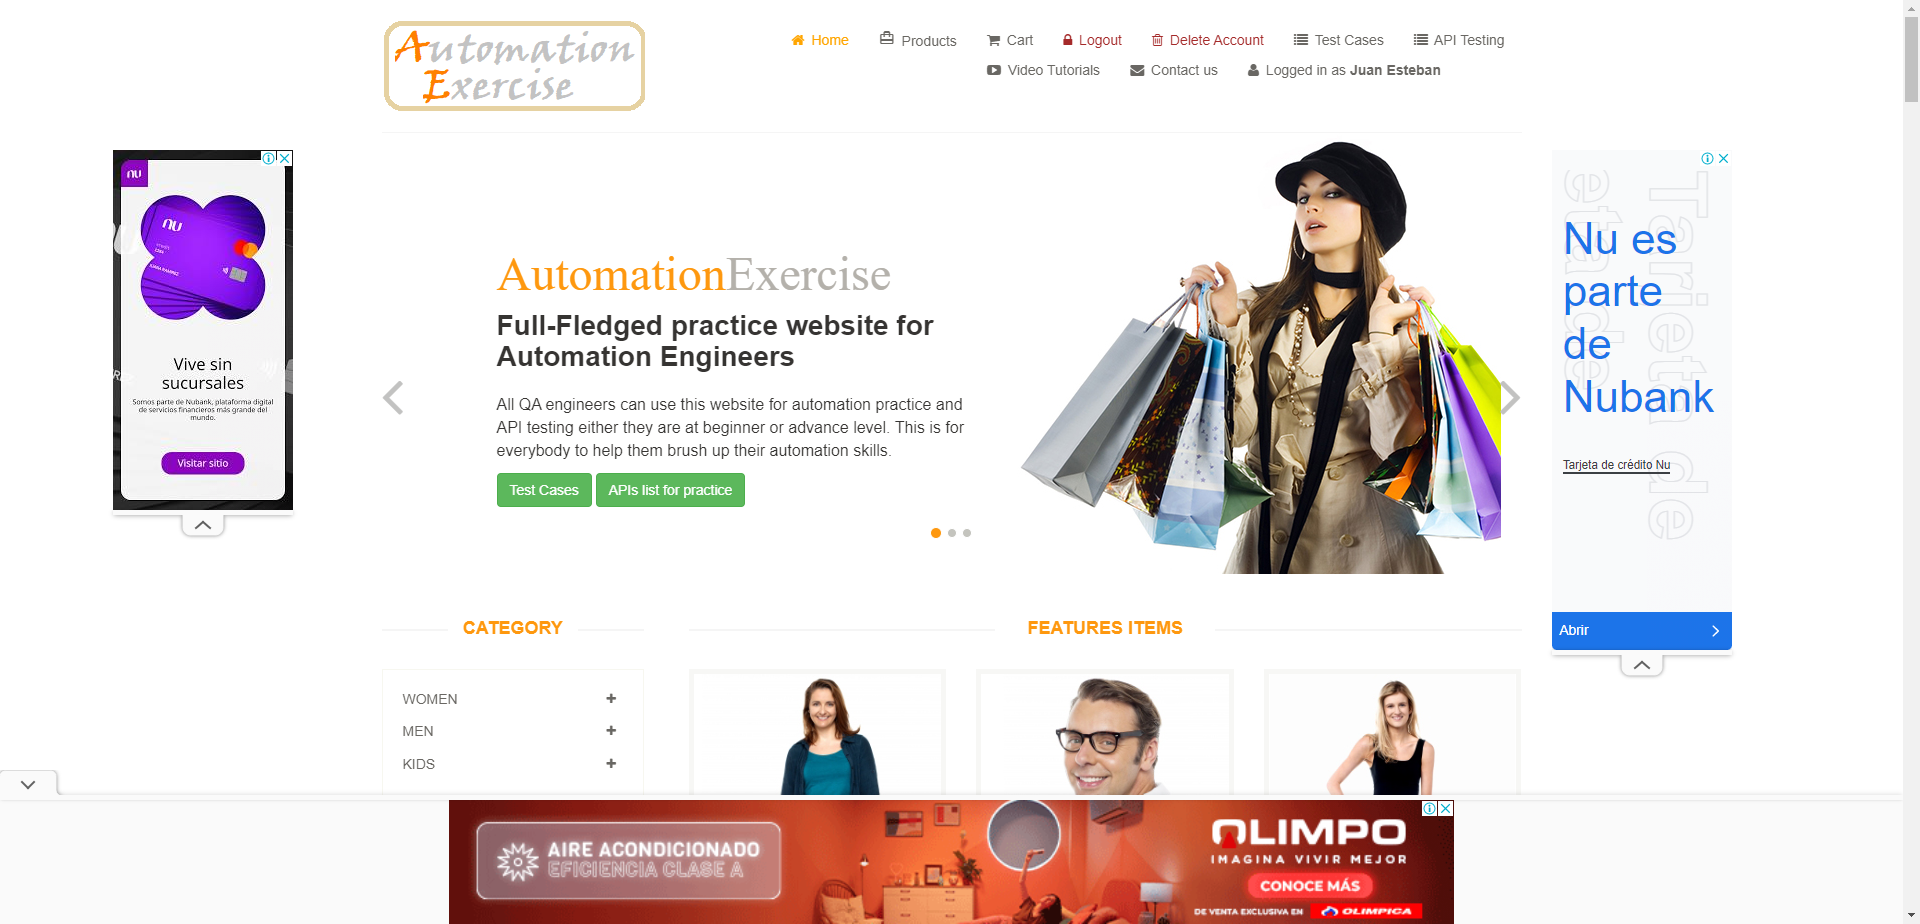 Automation
Exercise
Home
Products
Cart
Logout
Delete Account
Test Cases
API Testing
Video Tutorials
Contact us
Logged in as Juan Esteban
nu
nu
Vive sin
sucursales
Somos parte de Nubank, plataforma digital
de servicios financieros más grande del
mundo.
Visitar sitio
AutomationExercise
Full-Fledged practice website for
Automation Engineers
All QA engineers can use this website for automation practice and
API testing either they are at beginner or advance level. This is for
everybody to help them brush up their automation skills.
Test Cases
APIs list for practice
Tarjeta de
Nu es
parte
de
Nubank
Tarjeta de crédito Nu
Abrir
CATEGORY
WOMEN
MEN
KIDS
FEATURES ITEMS
AIRE ACONDICIONADO
EFICIENCIA CLASE A
OLIMPO
IMAGINA VIVIR MEJOR
CONOCE MÁS
DE VENTA EXCLUSIVA EN OLIMPICA